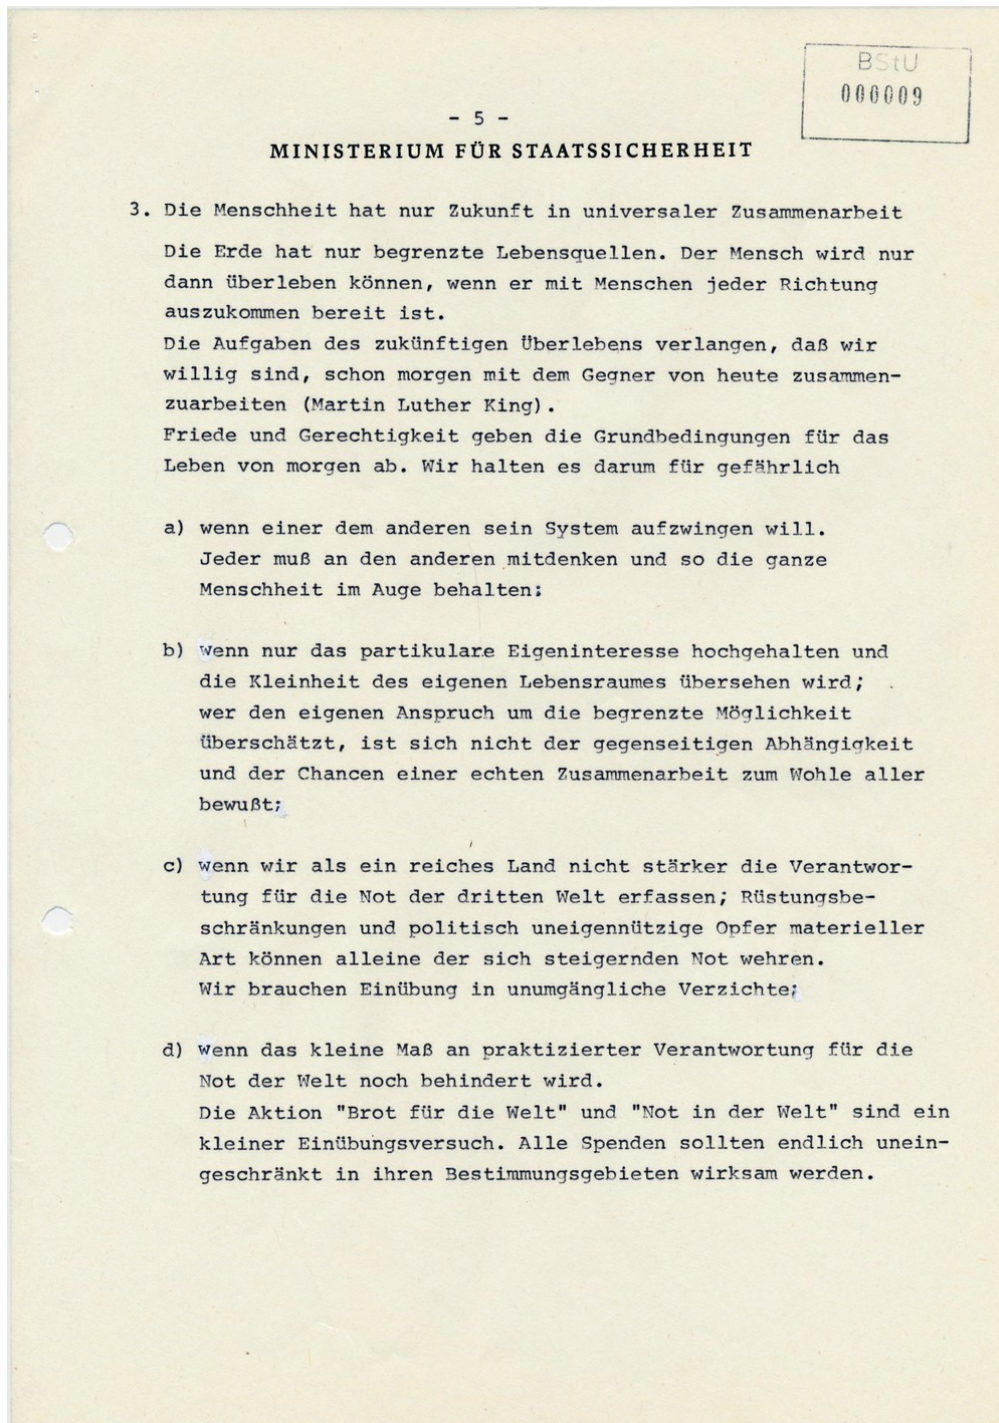 BStU
000009
- 5 -
MINISTERIUM FÜR STAATSSICHERHEIT
3. Die Menschheit hat nur Zukunft in universaler Zusammenarbeit
Die Erde hat nur begrenzte Lebensquellen. Der Mensch wird nur
dann überleben können, wenn er mit Menschen jeder Richtung
auszukommen bereit ist.
Die Aufgaben des zukünftigen Überlebens verlangen, daß wir
willig sind, schon morgen mit dem Gegner von heute zusammen-
zuarbeiten (Martin Luther King).
Friede und Gerechtigkeit geben die Grundbedingungen für das
Leben von morgen ab. Wir halten es darum für gefährlich
a) wenn einer dem anderen sein System aufzwingen will.
Jeder muß an den anderen mitdenken und so die ganze
Menschheit im Auge behalten;
b) wenn nur das partikulare Eigeninteresse hochgehalten und
die Kleinheit des eigenen Lebensraumes übersehen wird;
wer den eigenen Anspruch um die begrenzte Möglichkeit
überschätzt, ist sich nicht der gegenseitigen Abhängigkeit
und der Chancen einer echten Zusammenarbeit zum Wohle aller
bewußt;
c) wenn wir als ein reiches Land nicht stärker die Verantwor-
tung für die Not der dritten Welt erfassen; Rüstungsbe-
schränkungen und politisch uneigennützige Opfer materieller
Art können alleine der sich steigernden Not wehren.
Wir brauchen Einübung in unumgängliche Verzichte;
d) wenn das kleine Maß an praktizierter Verantwortung für die
Not der Welt noch behindert wird.
Die Aktion "Brot für die Welt" und "Not in der Welt" sind ein
kleiner Einübungsversuch. Alle Spenden sollten endlich unein-
geschränkt in ihren Bestimmungsgebieten wirksam werden.